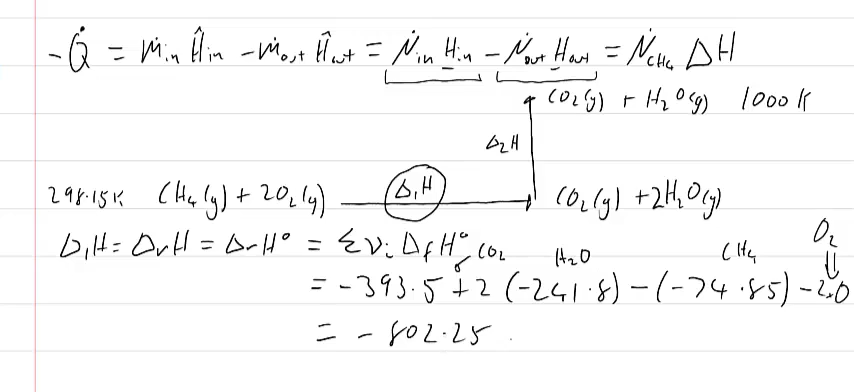 -Q̇ = ṁin Ĥin - ṁout Ĥout = Ṅin Hin - Ṅout Hout = ṄCH4 ΔH
CO2(g) + H2O(g) 1000 K
Δ2H
298.15K CH4(g) + 2O2(g) Δ1H CO2(g) + 2H2O(g)
Δ1H = ΔrH = ΔrH° = Σνi ΔfH° CO2 H2O CH4 O2
= -393.5 + 2 (-241.8) - (-74.85) - 2.0
= - 802.25 .